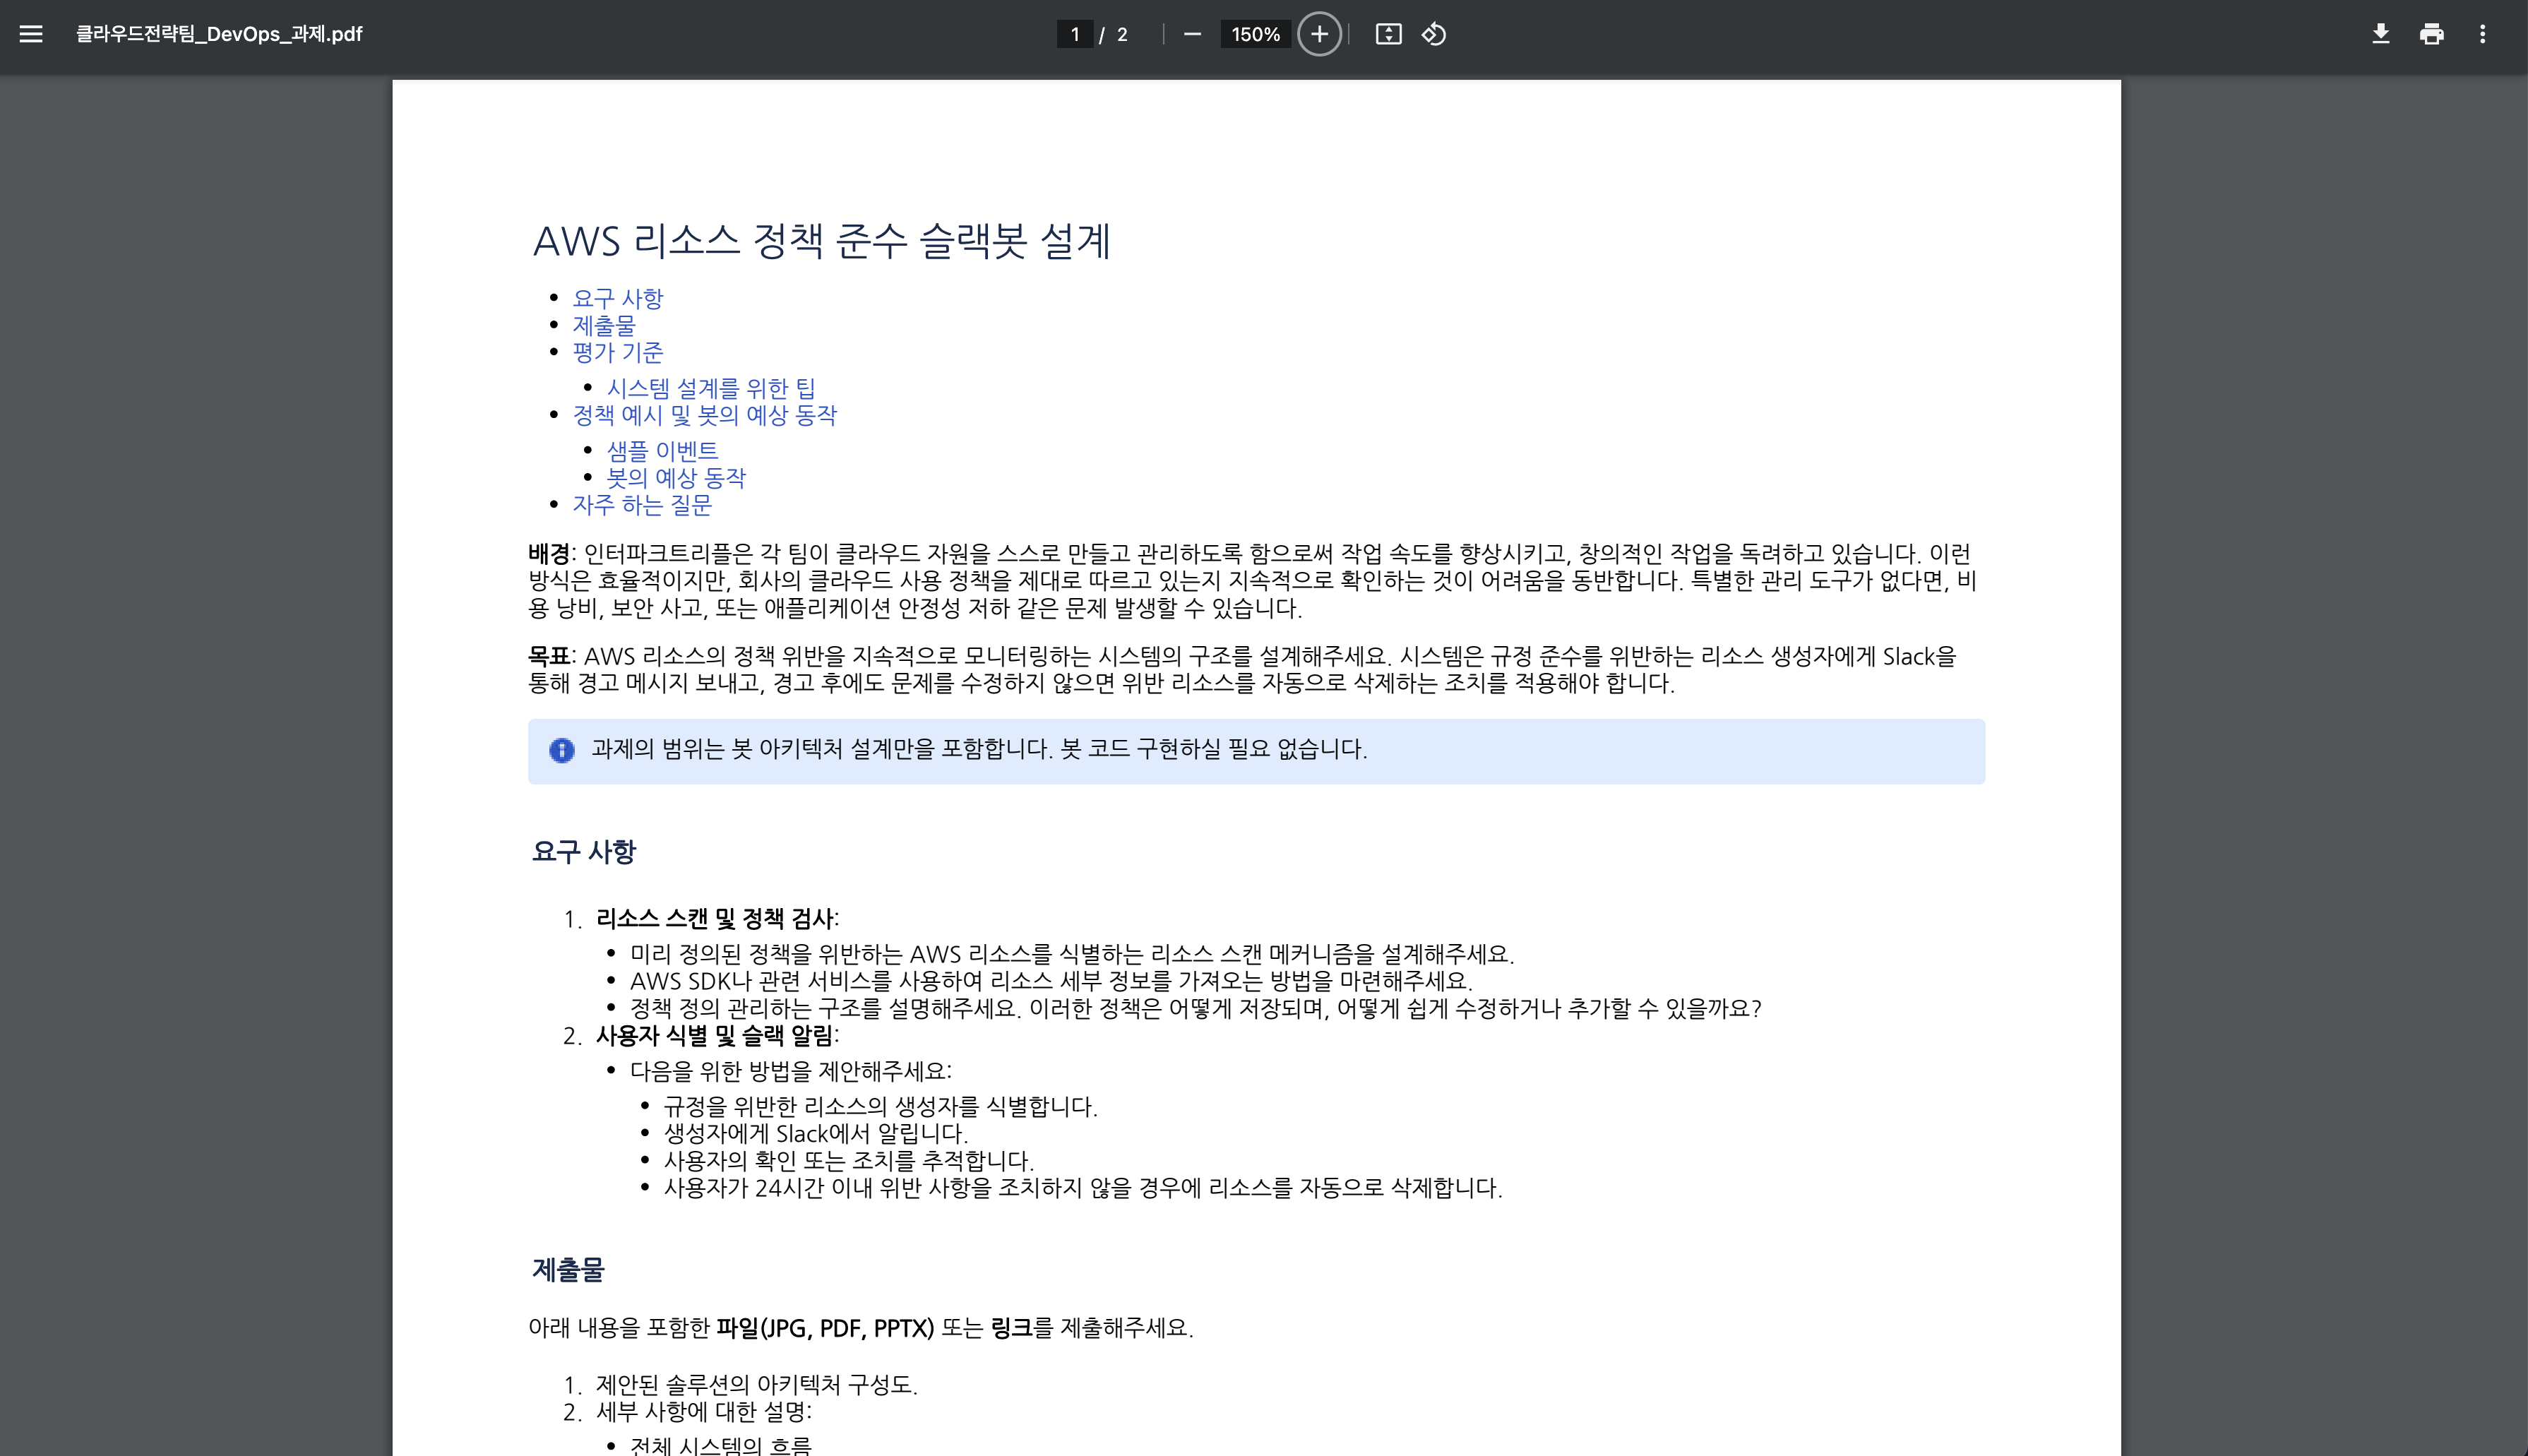 클라우드전략팀_DevOps_과제.pdf
1 / 2
150%
AWS 리소스 정책 준수 슬랙봇 설계
• 요구 사항
• 제출물
• 평가 기준
• 시스템 설계를 위한 팁
• 정책 예시 및 봇의 예상 동작
• 샘플 이벤트
• 봇의 예상 동작
• 자주 하는 질문
배경: 인터파크트리플은 각 팀이 클라우드 자원을 스스로 만들고 관리하도록 함으로써 작업 속도를 향상시키고, 창의적인 작업을 독려하고 있습니다. 이런
방식은 효율적이지만, 회사의 클라우드 사용 정책을 제대로 따르고 있는지 지속적으로 확인하는 것이 어려움을 동반합니다. 특별한 관리 도구가 없다면, 비
용 낭비, 보안 사고, 또는 애플리케이션 안정성 저하 같은 문제 발생할 수 있습니다.
목표: AWS 리소스의 정책 위반을 지속적으로 모니터링하는 시스템의 구조를 설계해주세요. 시스템은 규정 준수를 위반하는 리소스 생성자에게 Slack을
통해 경고 메시지 보내고, 경고 후에도 문제를 수정하지 않으면 위반 리소스를 자동으로 삭제하는 조치를 적용해야 합니다.
과제의 범위는 봇 아키텍처 설계만을 포함합니다. 봇 코드 구현하실 필요 없습니다.
요구 사항
1. 리소스 스캔 및 정책 검사:
• 미리 정의된 정책을 위반하는 AWS 리소스를 식별하는 리소스 스캔 메커니즘을 설계해주세요.
• AWS SDK나 관련 서비스를 사용하여 리소스 세부 정보를 가져오는 방법을 마련해주세요.
• 정책 정의 관리하는 구조를 설명해주세요. 이러한 정책은 어떻게 저장되며, 어떻게 쉽게 수정하거나 추가할 수 있을까요?
2. 사용자 식별 및 슬랙 알림:
• 다음을 위한 방법을 제안해주세요:
• 규정을 위반한 리소스의 생성자를 식별합니다.
• 생성자에게 Slack에서 알립니다.
• 사용자의 확인 또는 조치를 추적합니다.
• 사용자가 24시간 이내 위반 사항을 조치하지 않을 경우에 리소스를 자동으로 삭제합니다.
제출물
아래 내용을 포함한 파일(JPG, PDF, PPTX) 또는 링크를 제출해주세요.
1. 제안된 솔루션의 아키텍처 구성도.
2. 세부 사항에 대한 설명:
• 전체 시스템의 흐름